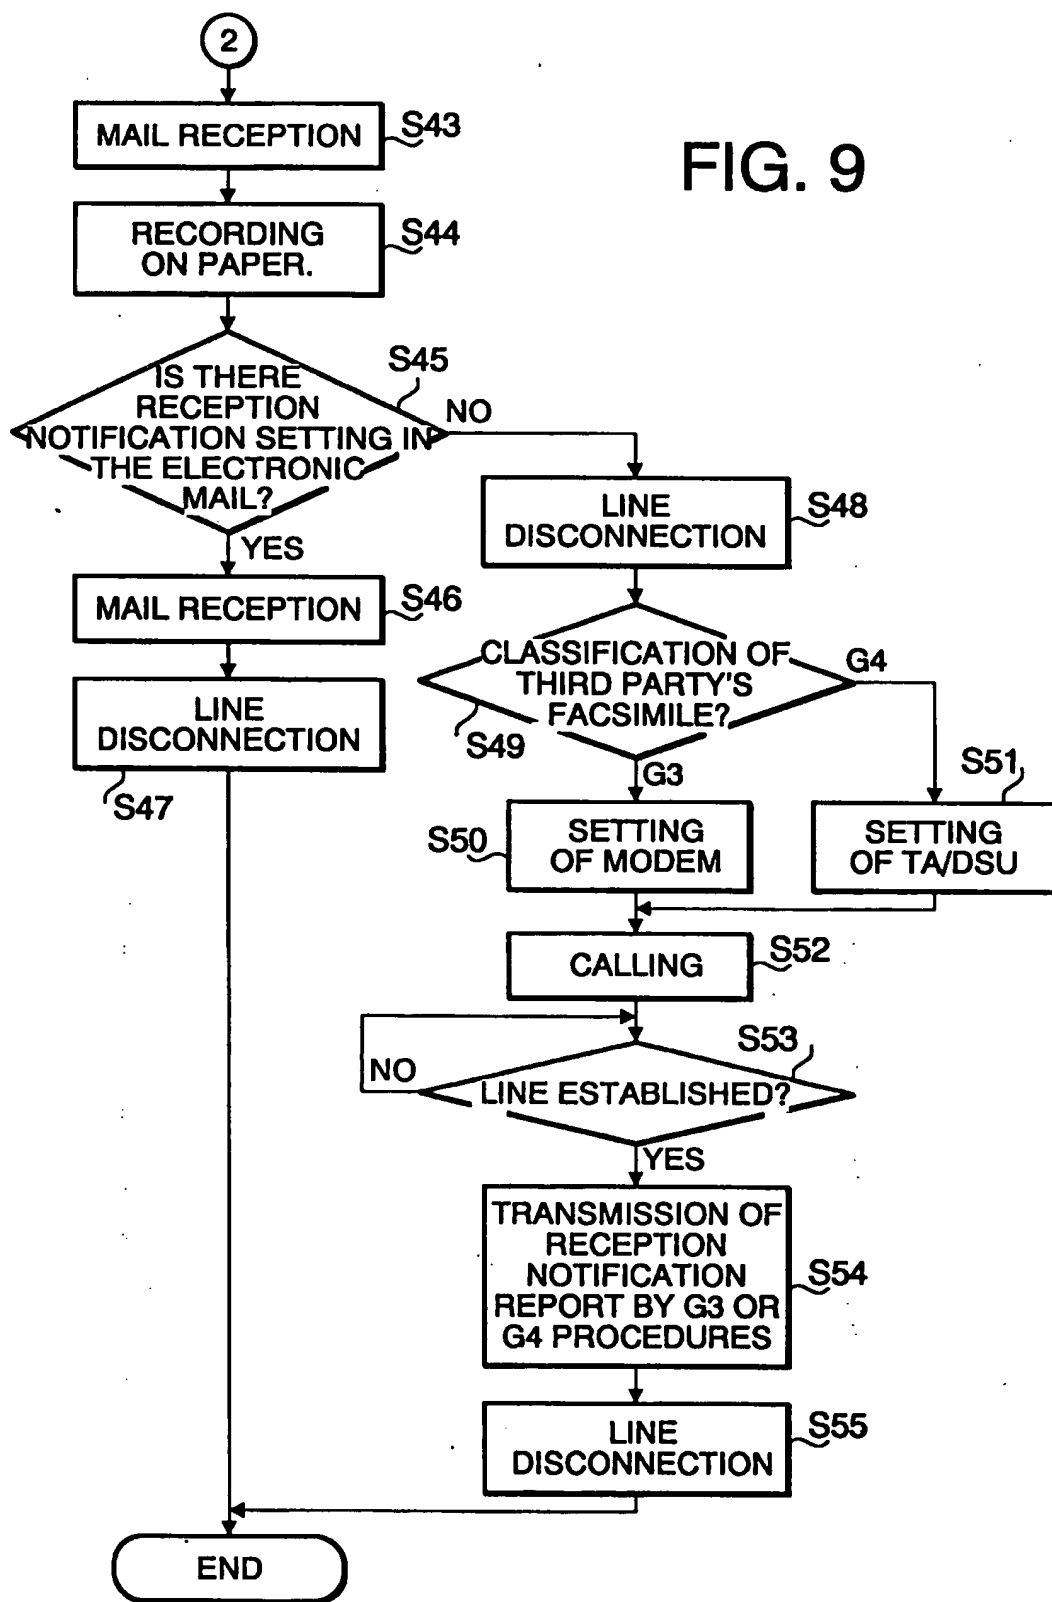 2
MAIL RECEPTION
S43
FIG. 9
RECORDING
ON PAPER.
S44
IS THERE
RECEPTION
NOTIFICATION SETTING IN
THE ELECTRONIC
MAIL?
S45
NO
YES
MAIL RECEPTION
S46
LINE
DISCONNECTION
S47
LINE
DISCONNECTION
S48
CLASSIFICATION OF
THIRD PARTY'S
FACSIMILE?
S49
G4
G3
SETTING
OF MODEM
S50
SETTING
OF TA/DSU
S51
CALLING
S52
LINE ESTABLISHED?
S53
NO
YES
TRANSMISSION OF
RECEPTION
NOTIFICATION
REPORT BY G3 OR
G4 PROCEDURES
S54
LINE
DISCONNECTION
S55
END